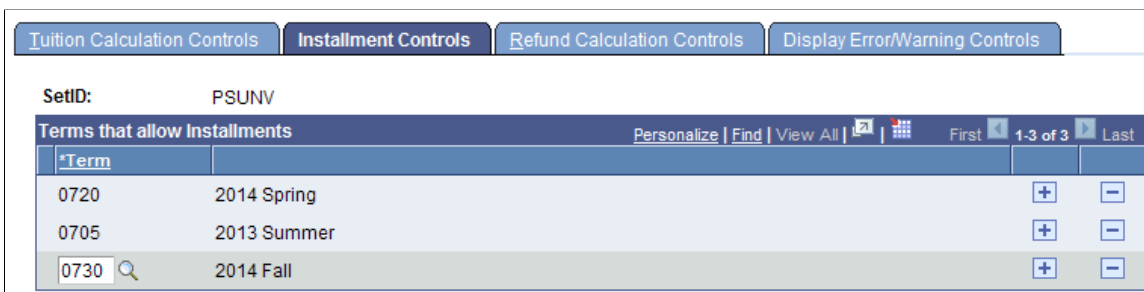 Tuition Calculation Controls Installment Controls Refund Calculation Controls Display Error/Warning Controls
SetID: PSUNV
Terms that allow Installments Personalize | Find | View All | | First 1-3 of 3 Last
*Term
0720 2014 Spring
0705 2013 Summer
0730 2014 Fall